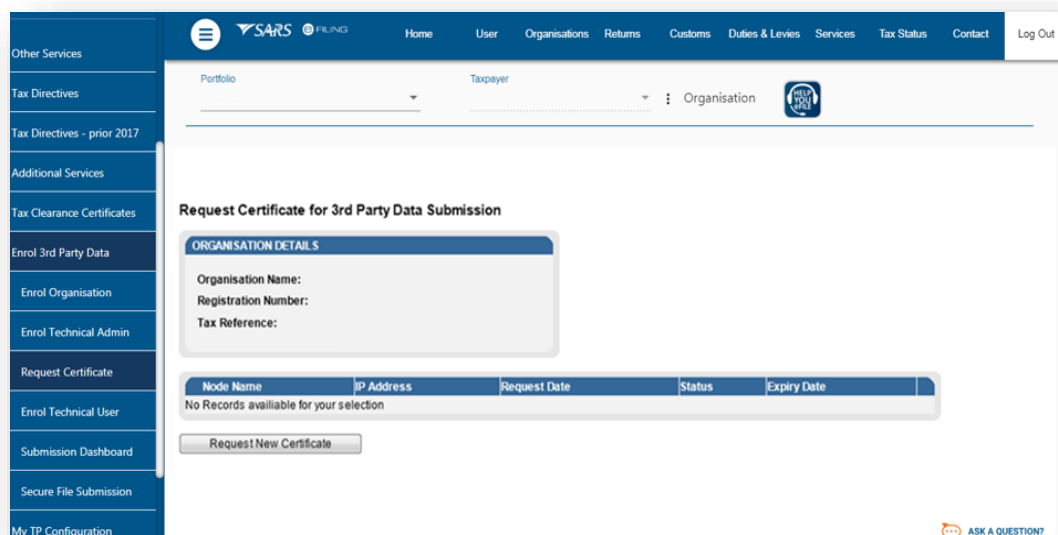 SARS eFILING
Home User Organisations Returns Customs Duties & Levies Services Tax Status Contact Log Out
Portfolio Taxpayer
Organisation
HELP YOU eFILE
Other Services
Tax Directives
Tax Directives - prior 2017
Additional Services
Tax Clearance Certificates
Enrol 3rd Party Data
Enrol Organisation
Enrol Technical Admin
Request Certificate
Enrol Technical User
Submission Dashboard
Secure File Submission
My TP Configuration
Request Certificate for 3rd Party Data Submission
ORGANISATION DETAILS
Organisation Name:
Registration Number:
Tax Reference:
Node Name IP Address Request Date Status Expiry Date
No Records availiable for your selection
Request New Certificate
ASK A QUESTION?